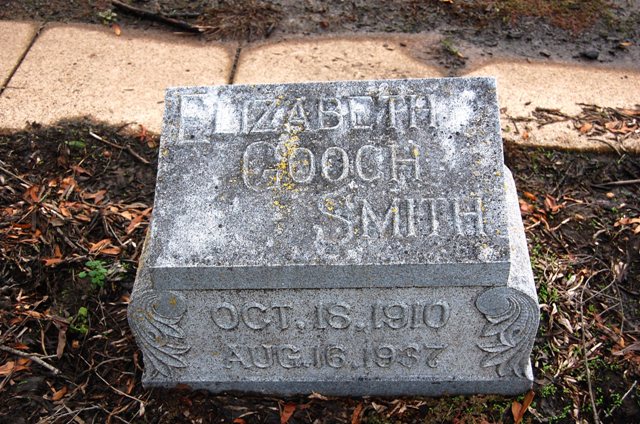 ELIZABETH
GOOCH
SMITH
OCT. 18. 1910
AUG. 16. 1937